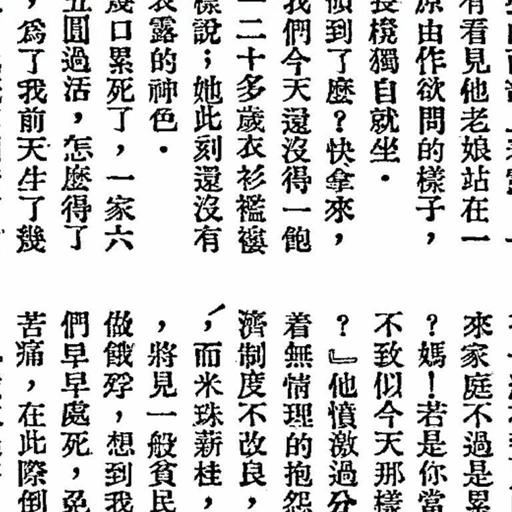 有看見他老娘站在一
原由作欲問的樣子，
櫈獨自就坐．
到了麼？快拿來，
我們今天還沒得一飽
二十多歲衣衫襤褸
樣說；她此刻還沒有
表露的神色．
幾口累死了，一家六
五圓過活，怎麼得了
，爲了我前天生了幾
來家庭不過是累
？媽！若是你當
不致似今天那樣
？』他憤激過分
着無情理的抱怨
濟制度不改良，
，而米珠薪桂，
，將見一般貧民
做餓殍，想到我
們早早處死，免
苦痛，在此際倒